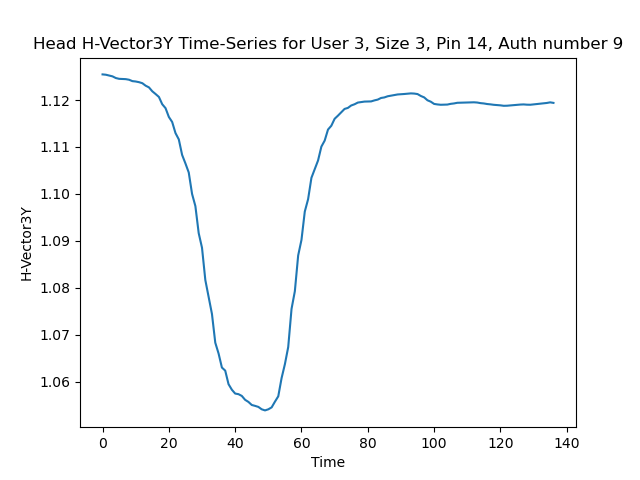 Head H-Vector3Y Time-Series for User 3, Size 3, Pin 14, Auth number 9
1.12
1.11
1.10
1.09
1.08
1.07
1.06
H-Vector3Y
0 20 40 60 80 100 120 140
Time